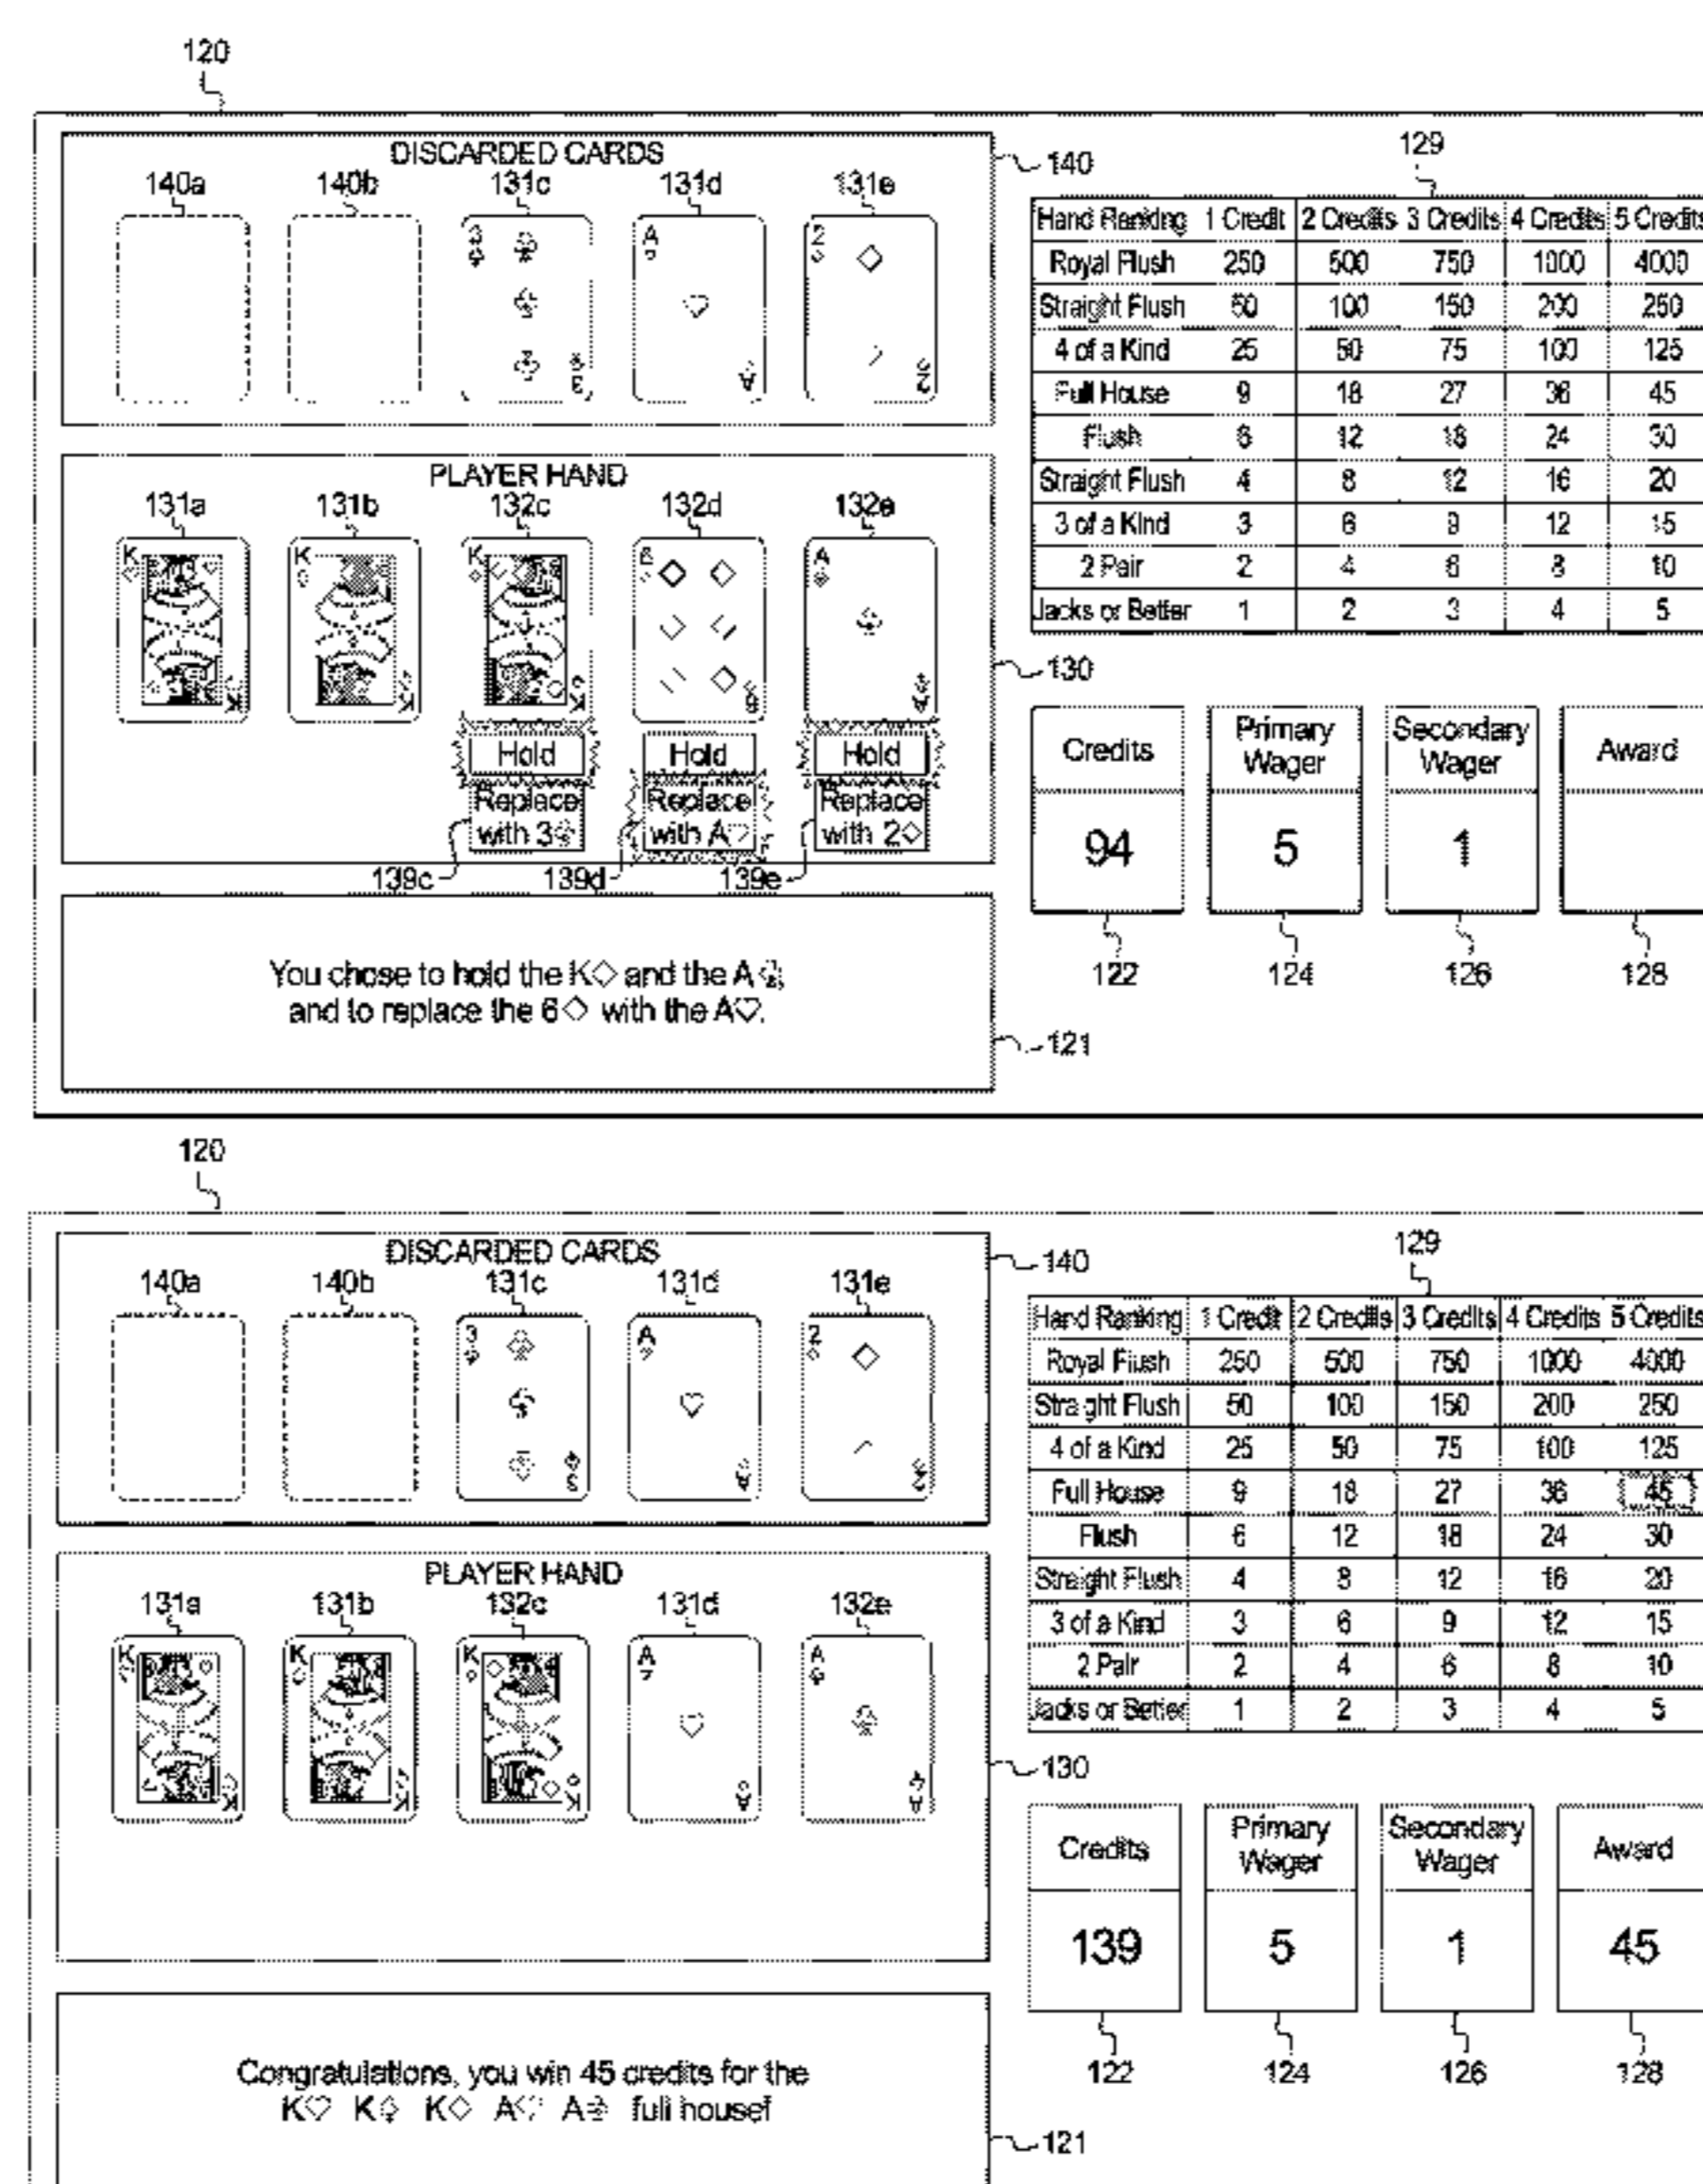 120
DISCARDED CARDS
140a 140b 131c 131d 131e
140
3 A 2
3 A 2
PLAYER HAND
131a 131b 132c 132d 132e
K K K 6 A
K K K 6 A
130
Hold Hold Hold
Replace with 3♣ Replace with A♡ Replace with 2◇
139c 139d 139e
You chose to hold the K◇ and the A♣,
and to replace the 6◇ with the A♡.
121
129
Hand Ranking 1 Credit 2 Credits 3 Credits 4 Credits 5 Credits
Royal Flush 250 500 750 1000 4000
Straight Flush 50 100 150 200 250
4 of a Kind 25 50 75 100 125
Full House 9 18 27 36 45
Flush 6 12 18 24 30
Straight Flush 4 8 12 16 20
3 of a Kind 3 6 9 12 15
2 Pair 2 4 6 8 10
Jacks or Better 1 2 3 4 5
Credits Primary Wager Secondary Wager Award
94 5 1
122 124 126 128
120
DISCARDED CARDS
140a 140b 131c 131d 131e
140
3 A 2
3 A 2
PLAYER HAND
131a 131b 132c 131d 132e
K K K A A
K K K A A
130
Congratulations, you win 45 credits for the
K♡ K K◇ A♡ A♣ full house!
121
129
Hand Ranking 1 Credit 2 Credits 3 Credits 4 Credits 5 Credits
Royal Flush 250 500 750 1000 4000
Straight Flush 50 100 150 200 250
4 of a Kind 25 50 75 100 125
Full House 9 18 27 36 45
Flush 6 12 18 24 30
Straight Flush 4 8 12 16 20
3 of a Kind 3 6 9 12 15
2 Pair 2 4 6 8 10
Jacks or Better 1 2 3 4 5
Credits Primary Wager Secondary Wager Award
139 5 1 45
122 124 126 128